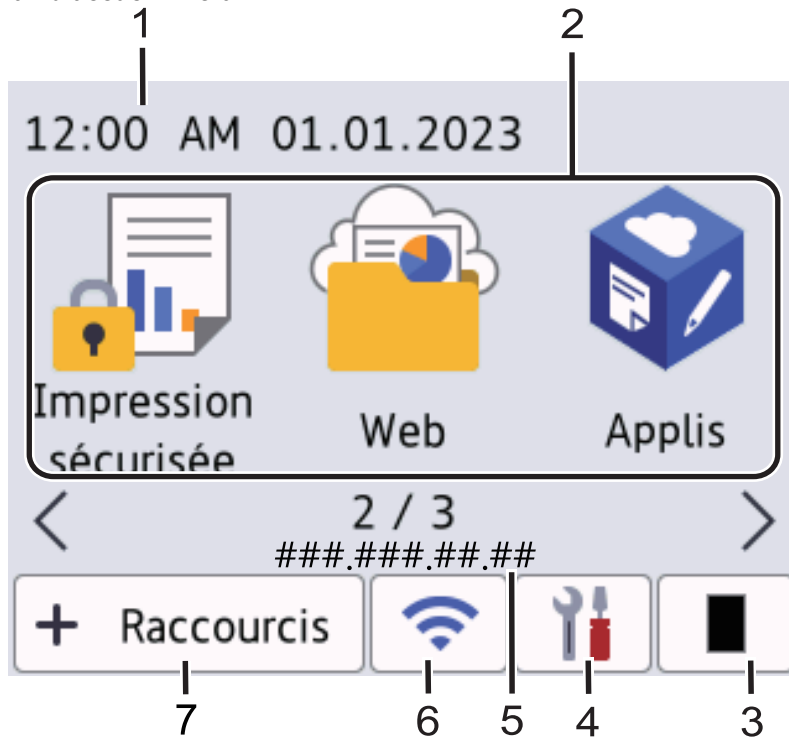 1 2
12:00 AM 01.01.2023
Impression
sécurisée
Web
Applis
2 / 3
###.###.##.##
+ Raccourcis
7 6 5 4 3